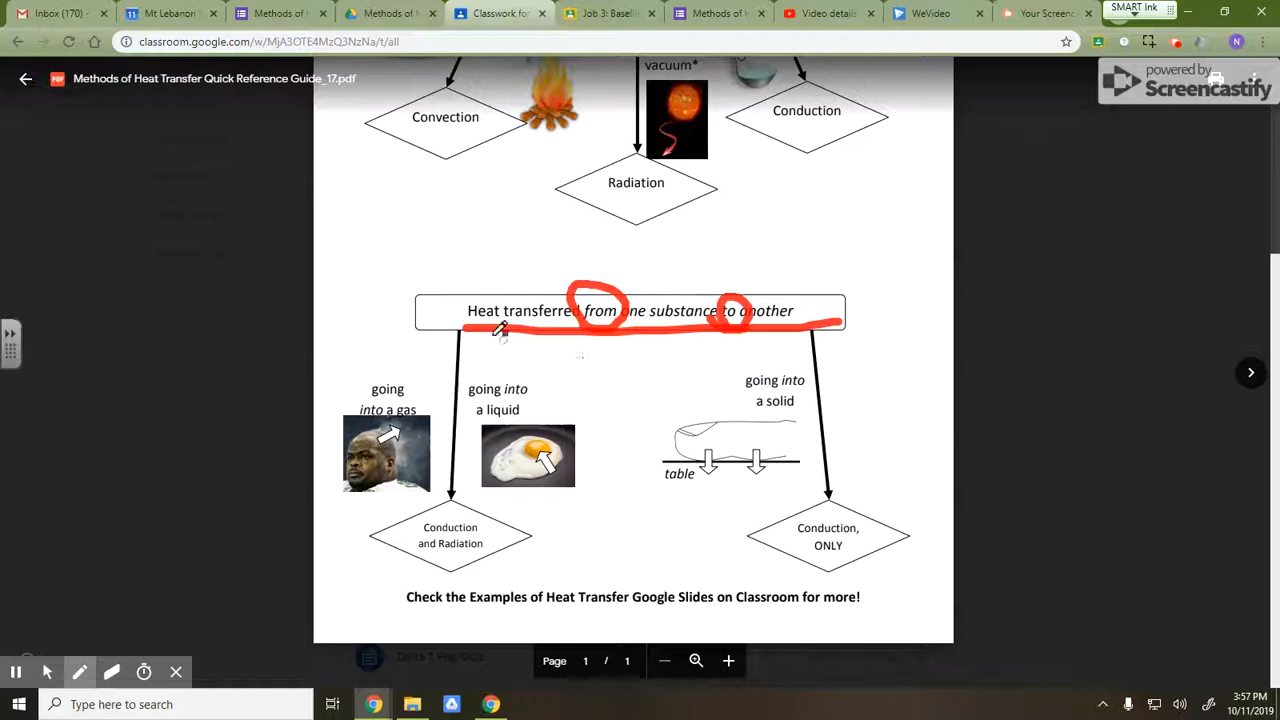 Inbox (170)
Mt Lebanon
Methods of
Methods of H
Classwork for
Job 3: Baselin
Methods of H
Video details
WeVideo
Your Screenc
SMART Ink
classroom.google.com/w/MjA3OTE4MzQ3NzNa/t/all
Methods of Heat Transfer Quick Reference Guide_17.pdf
powered by
Screencastify
vacuum*
Convection
Conduction
Radiation
Heat transferred from one substance to another
going
into a gas
going into
a liquid
going into
a solid
table
Conduction
and Radiation
Conduction,
ONLY
Check the Examples of Heat Transfer Google Slides on Classroom for more!
Page 1 / 1
Delta T Prep Quiz
Type here to search
3:57 PM
10/11/2019